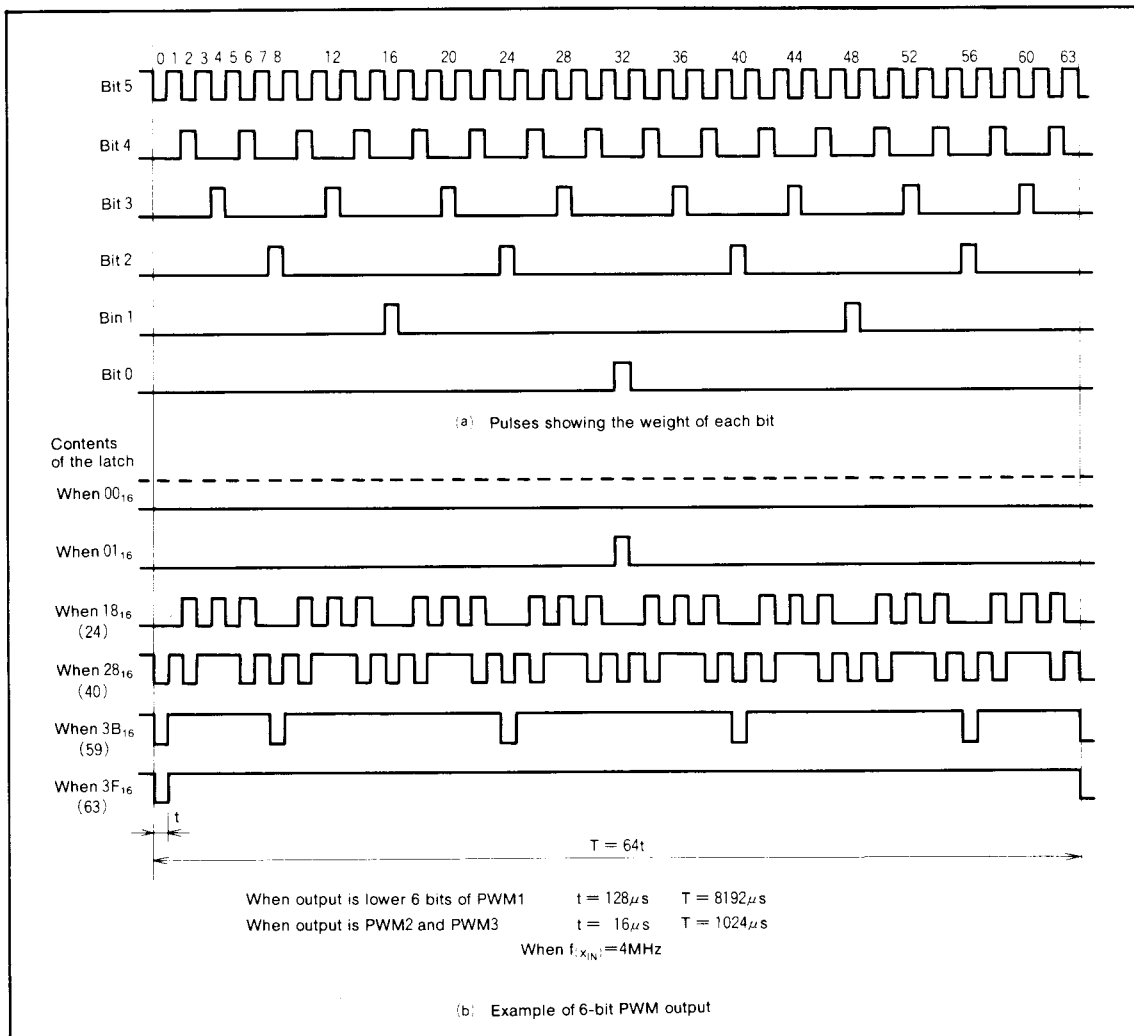 0 1 2 3 4 5 6 7 8 12 16 20 24 28 32 36 40 44 48 52 56 60 63
Bit 5
Bit 4
Bit 3
Bit 2
Bin 1
Bit 0
(a) Pulses showing the weight of each bit
Contents
of the latch
When 00₁₆
When 01₁₆
When 18₁₆
(24)
When 28₁₆
(40)
When 3B₁₆
(59)
When 3F₁₆
(63)
t
T = 64t
When output is lower 6 bits of PWM1 t = 128μs T = 8192μs
When output is PWM2 and PWM3 t = 16μs T = 1024μs
When f(XIN) = 4MHz
(b) Example of 6-bit PWM output